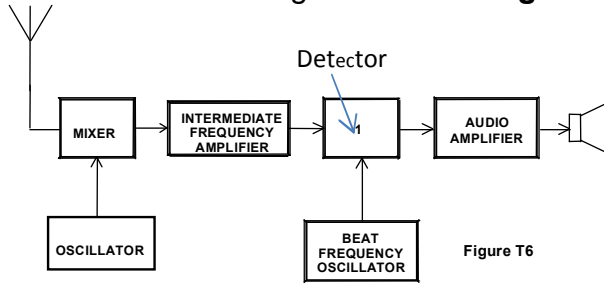 Detector
MIXER
INTERMEDIATE
FREQUENCY
AMPLIFIER
1
AUDIO
AMPLIFIER
OSCILLATOR
BEAT
FREQUENCY
OSCILLATOR
Figure T6